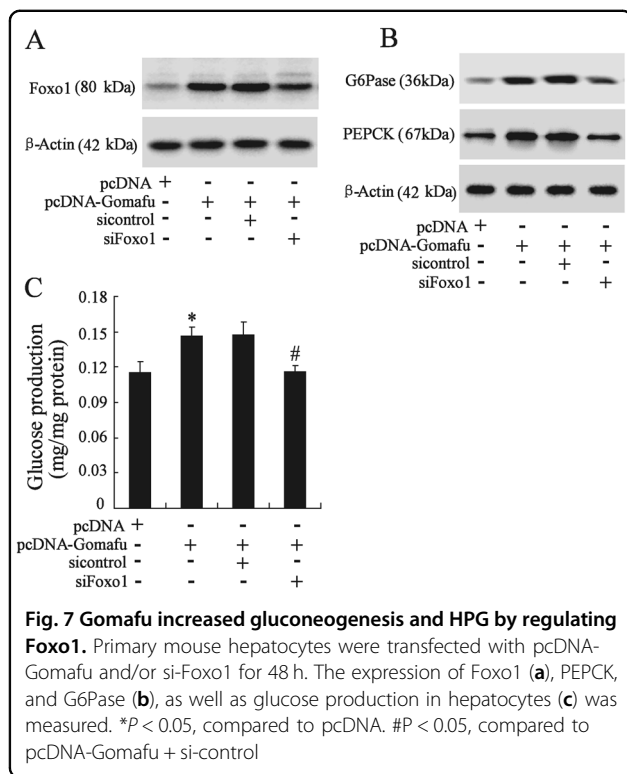 A
Foxo1 (80 kDa)
β-Actin (42 kDa)
pcDNA + - - -
pcDNA-Gomafu - + + +
sicontrol - - + -
siFoxo1 - - - +
B
G6Pase (36kDa)
PEPCK (67kDa)
β-Actin (42 kDa)
pcDNA + - - -
pcDNA-Gomafu - + + +
sicontrol - - + -
siFoxo1 - - - +
C
Glucose production
(mg/mg protein)
0.18
0.15
0.12
0.09
0.06
0.03
0
*
#
pcDNA + - - -
pcDNA-Gomafu - + + +
sicontrol - - + -
siFoxo1 - - - +
Fig. 7 Gomafu increased gluconeogenesis and HPG by regulating
Foxo1. Primary mouse hepatocytes were transfected with pcDNA-
Gomafu and/or si-Foxo1 for 48 h. The expression of Foxo1 (a), PEPCK,
and G6Pase (b), as well as glucose production in hepatocytes (c) was
measured. *P < 0.05, compared to pcDNA. #P < 0.05, compared to
pcDNA-Gomafu + si-control